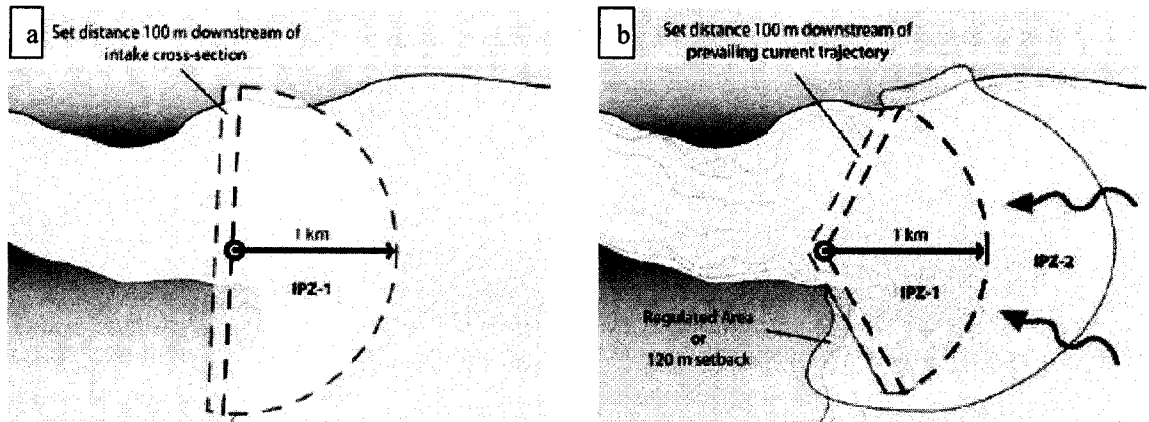 a
Set distance 100 m downstream of
intake cross-section
1 km
IPZ-1
b
Set distance 100 m downstream of
prevailing current trajectory
1 km
IPZ-2
IPZ-1
Regulated Area
or
120 m setback